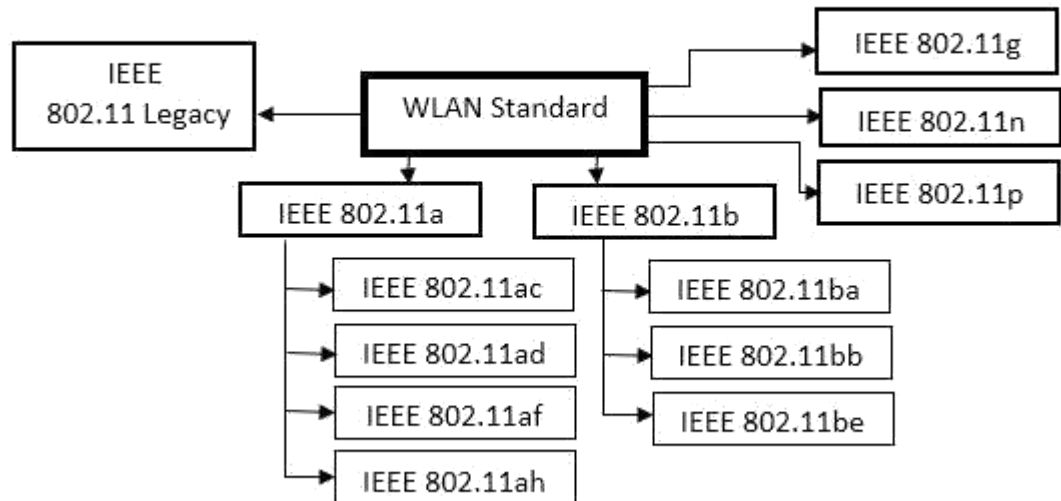 IEEE
802.11 Legacy
WLAN Standard
IEEE 802.11g
IEEE 802.11n
IEEE 802.11p
IEEE 802.11a
IEEE 802.11ac
IEEE 802.11ad
IEEE 802.11af
IEEE 802.11ah
IEEE 802.11b
IEEE 802.11ba
IEEE 802.11bb
IEEE 802.11be